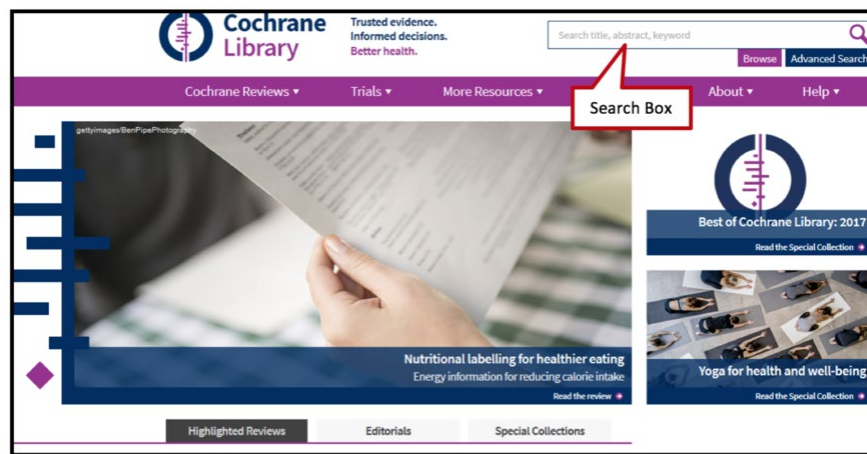 Cochrane
Library
Trusted evidence.
Informed decisions.
Better health.
Search title, abstract, keyword
Browse
Advanced Search
Cochrane Reviews ▾
Trials ▾
More Resources ▾
About ▾
Help ▾
Search Box
gettyimages/BenPipePhotography
Best of Cochrane Library: 2017
Read the Special Collection
Nutritional labelling for healthier eating
Energy information for reducing calorie intake
Read the review
Yoga for health and well-being
Read the Special Collection
Highlighted Reviews
Editorials
Special Collections